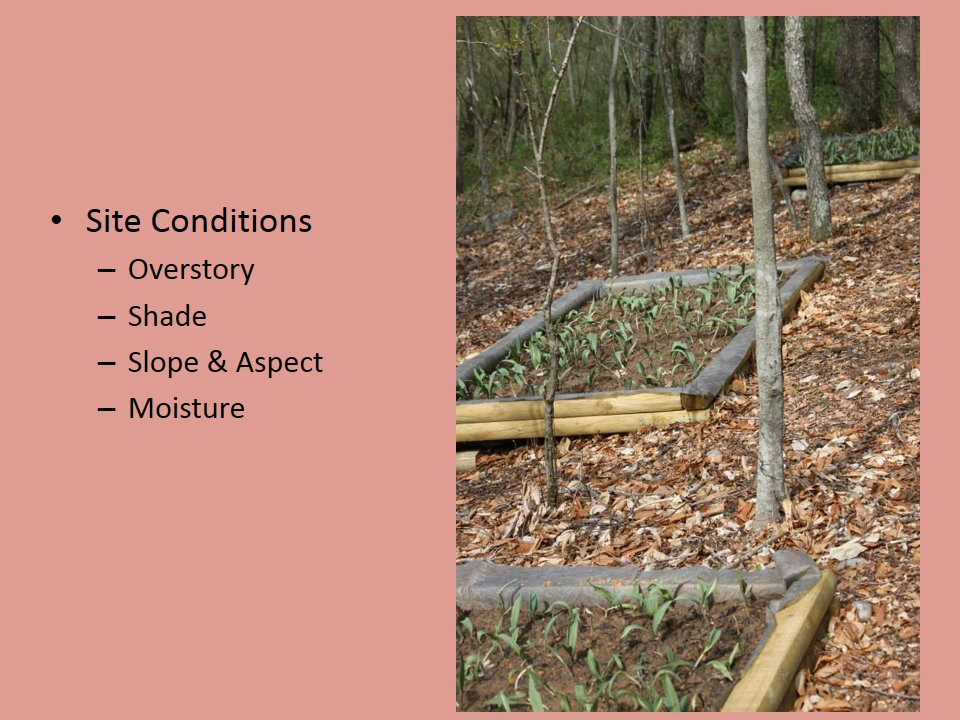 • Site Conditions
– Overstory
– Shade
– Slope & Aspect
– Moisture